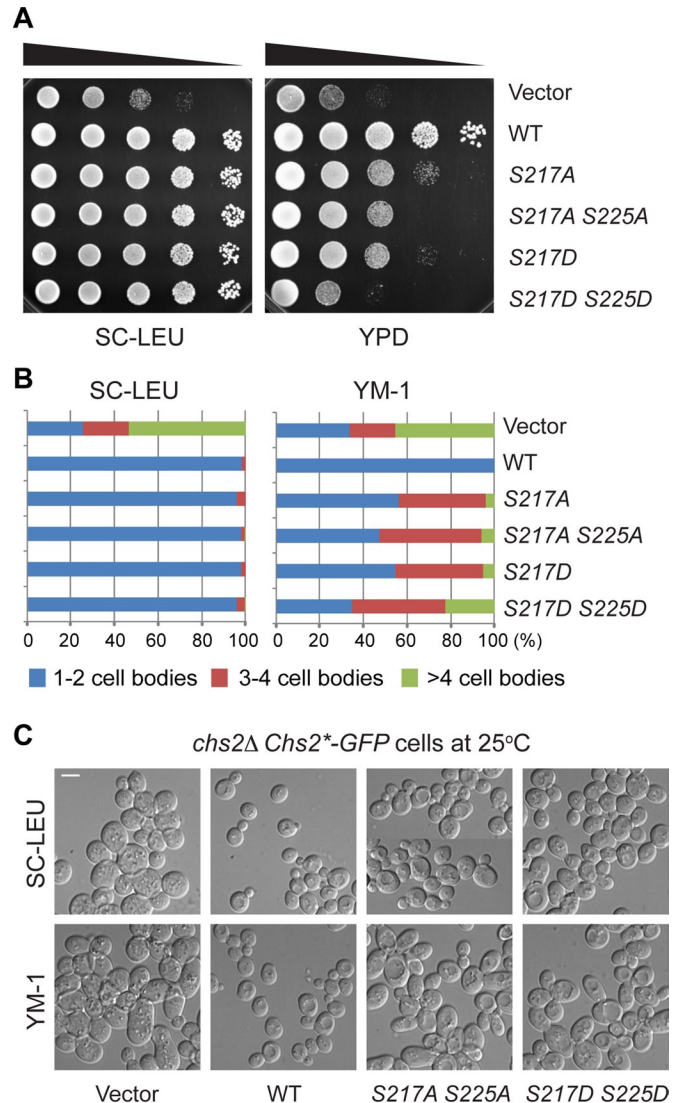 A
Vector
WT
S217A
S217A S225A
S217D
S217D S225D
SC-LEU YPD
B
SC-LEU YM-1
Vector
WT
S217A
S217A S225A
S217D
S217D S225D
0 20 40 60 80 100 0 20 40 60 80 100 (%)
1-2 cell bodies 3-4 cell bodies >4 cell bodies
C
chs2Δ Chs2*-GFP cells at 25°C
SC-LEU
YM-1
Vector WT S217A S225A S217D S225D